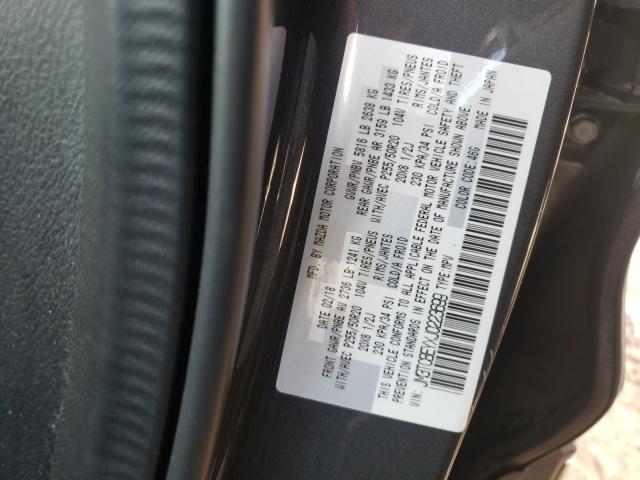 MFD. BY MAZDA MOTOR CORPORATION
DATE 02/18 GVWR/PNBV 5816 LB 2638 KG
FRONT GAWR/PNBE AV 2736 LB 1241 KG REAR GAWR/PNBE AR 3159 LB 1433 KG
WITH/AVEC P255/50R20 104V TIRES/PNEUS WITH/AVEC P255/50R20 104V TIRES/PNEUS
20X8 1/2J RIMS/JANTES 20X8 1/2J RIMS/JANTES
230 KPA/34 PSI COLD/A FROID 230 KPA/34 PSI COLD/A FROID
THIS VEHICLE CONFORMS TO ALL APPLICABLE FEDERAL MOTOR VEHICLE SAFETY AND THEFT
PREVENTION STANDARDS IN EFFECT ON THE DATE OF MANUFACTURE SHOWN ABOVE.
VIN: TYPE:MPV COLOR CODE:46G MADE IN JAPAN